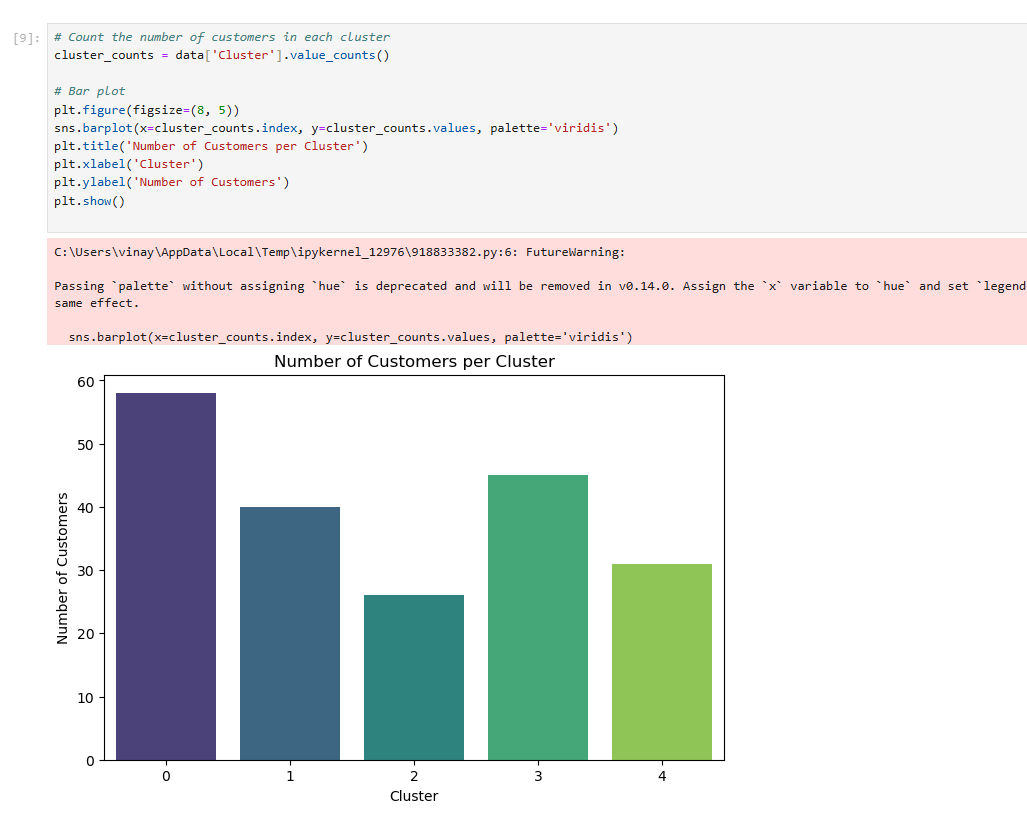 [9]:
# Count the number of customers in each cluster
cluster_counts = data['Cluster'].value_counts()
# Bar plot
plt.figure(figsize=(8, 5))
sns.barplot(x=cluster_counts.index, y=cluster_counts.values, palette='viridis')
plt.title('Number of Customers per Cluster')
plt.xlabel('Cluster')
plt.ylabel('Number of Customers')
plt.show()
C:\Users\vinay\AppData\Local\Temp\ipykernel_12976\918833382.py:6: FutureWarning:
Passing `palette` without assigning `hue` is deprecated and will be removed in v0.14.0. Assign the `x` variable to `hue` and set `legend
same effect.
sns.barplot(x=cluster_counts.index, y=cluster_counts.values, palette='viridis')
Number of Customers per Cluster
Number of Customers
60
50
40
30
20
10
0
0 1 2 3 4
Cluster